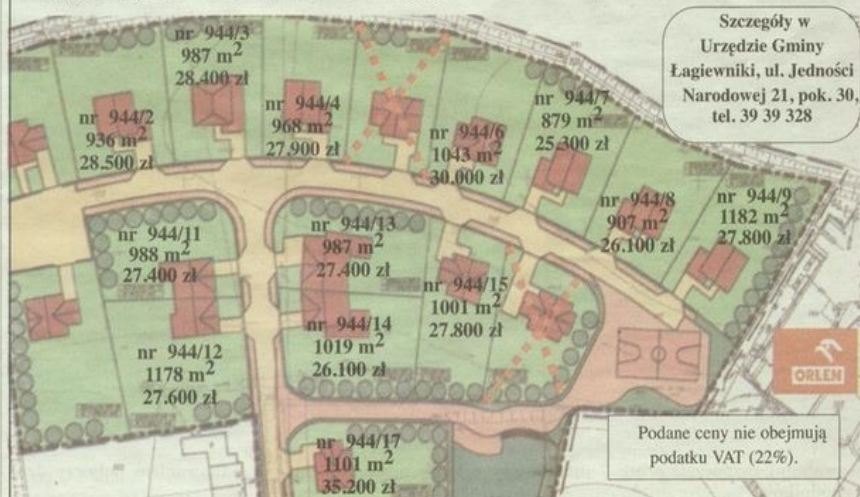 Szczegóły w
Urzędzie Gminy
Łagiewniki, ul. Jedności
Narodowej 21, pok. 30,
tel. 39 39 328
nr 944/2
936 m²
28.500 zł
nr 944/3
987 m²
28.400 zł
nr 944/4
968 m²
27.900 zł
nr 944/6
1043 m²
30.000 zł
nr 944/7
879 m²
25.300 zł
nr 944/8
907 m²
26.100 zł
nr 944/9
1182 m²
27.800 zł
nr 944/11
988 m²
27.400 zł
nr 944/13
987 m²
27.400 zł
nr 944/15
1001 m²
27.800 zł
nr 944/12
1178 m²
27.600 zł
nr 944/14
1019 m²
26.100 zł
nr 944/17
1101 m²
35.200 zł
ORLEN
Podane ceny nie obejmują
podatku VAT (22%).